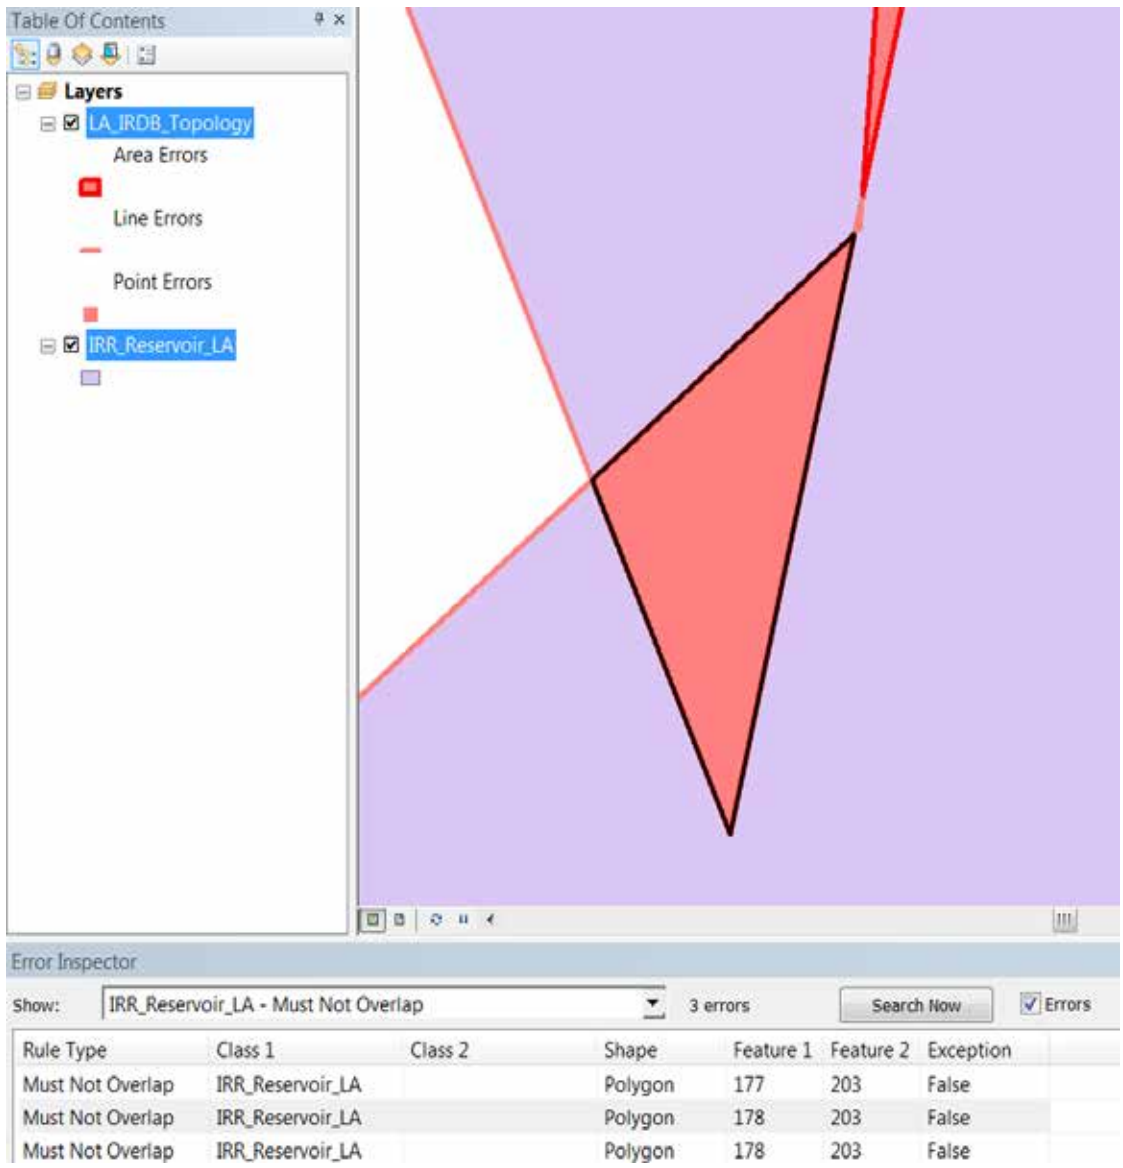 Table Of Contents
Layers
LA_IRDB_Topology
Area Errors
Line Errors
Point Errors
IRR_Reservoir_LA
Error Inspector
Show: IRR_Reservoir_LA - Must Not Overlap 3 errors Search Now Errors
Rule Type Class 1 Class 2 Shape Feature 1 Feature 2 Exception
Must Not Overlap IRR_Reservoir_LA Polygon 177 203 False
Must Not Overlap IRR_Reservoir_LA Polygon 178 203 False
Must Not Overlap IRR_Reservoir_LA Polygon 178 203 False